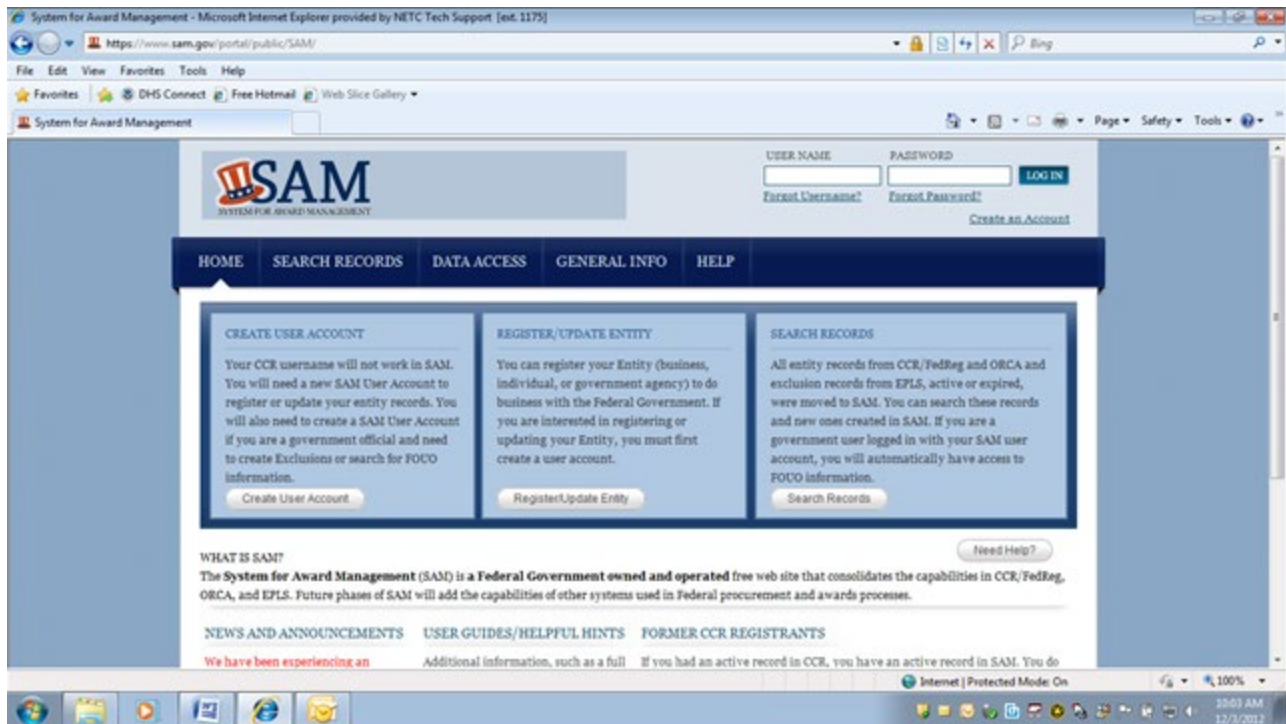 System for Award Management - Microsoft Internet Explorer provided by NETC Tech Support [ext. 1175]
https://www.sam.gov/portal/public/SAM/
Bing
File Edit View Favorites Tools Help
Favorites DHS Connect Free Hotmail Web Slice Gallery
System for Award Management
Page Safety Tools
SAM
SYSTEM FOR AWARD MANAGEMENT
USER NAME PASSWORD
LOG IN
Forgot Username? Forgot Password?
Create an Account
HOME SEARCH RECORDS DATA ACCESS GENERAL INFO HELP
CREATE USER ACCOUNT
Your CCR username will not work in SAM.
You will need a new SAM User Account to
register or update your entity records. You
will also need to create a SAM User Account
if you are a government official and need
to create Exclusions or search for FOUO
information.
Create User Account
REGISTER/UPDATE ENTITY
You can register your Entity (business,
individual, or government agency) to do
business with the Federal Government. If
you are interested in registering or
updating your Entity, you must first
create a user account.
Register/Update Entity
SEARCH RECORDS
All entity records from CCR/FedReg and ORCA and
exclusion records from EPLS, active or expired,
were moved to SAM. You can search these records
and new ones created in SAM. If you are a
government user logged in with your SAM user
account, you will automatically have access to
FOUO information.
Search Records
Need Help?
WHAT IS SAM?
The System for Award Management (SAM) is a Federal Government owned and operated free web site that consolidates the capabilities in CCR/FedReg,
ORCA, and EPLS. Future phases of SAM will add the capabilities of other systems used in Federal procurement and awards processes.
NEWS AND ANNOUNCEMENTS USER GUIDES/HELPFUL HINTS FORMER CCR REGISTRANTS
We have been experiencing an Additional information, such as a full If you had an active record in CCR, you have an active record in SAM. You do
Internet | Protected Mode: On 100%
10:03 AM
12/3/2012